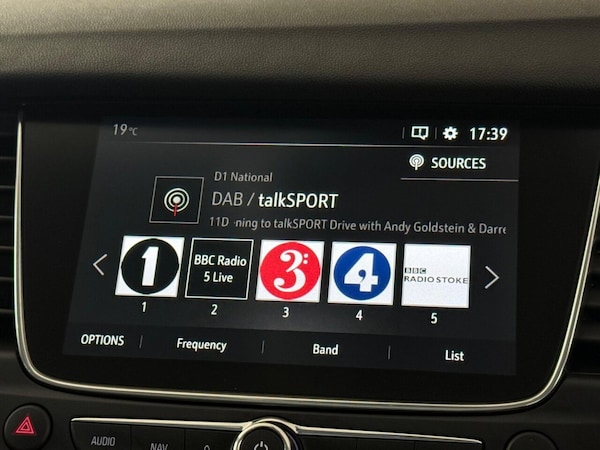 19°C
17:39
SOURCES
D1 National
DAB / talkSPORT
11D -ning to talkSPORT Drive with Andy Goldstein & Darre
1
BBC Radio
5 Live
3:
4
BBC
RADIO STOKE
1 2 3 4 5
OPTIONS Frequency Band List
AUDIO NAV